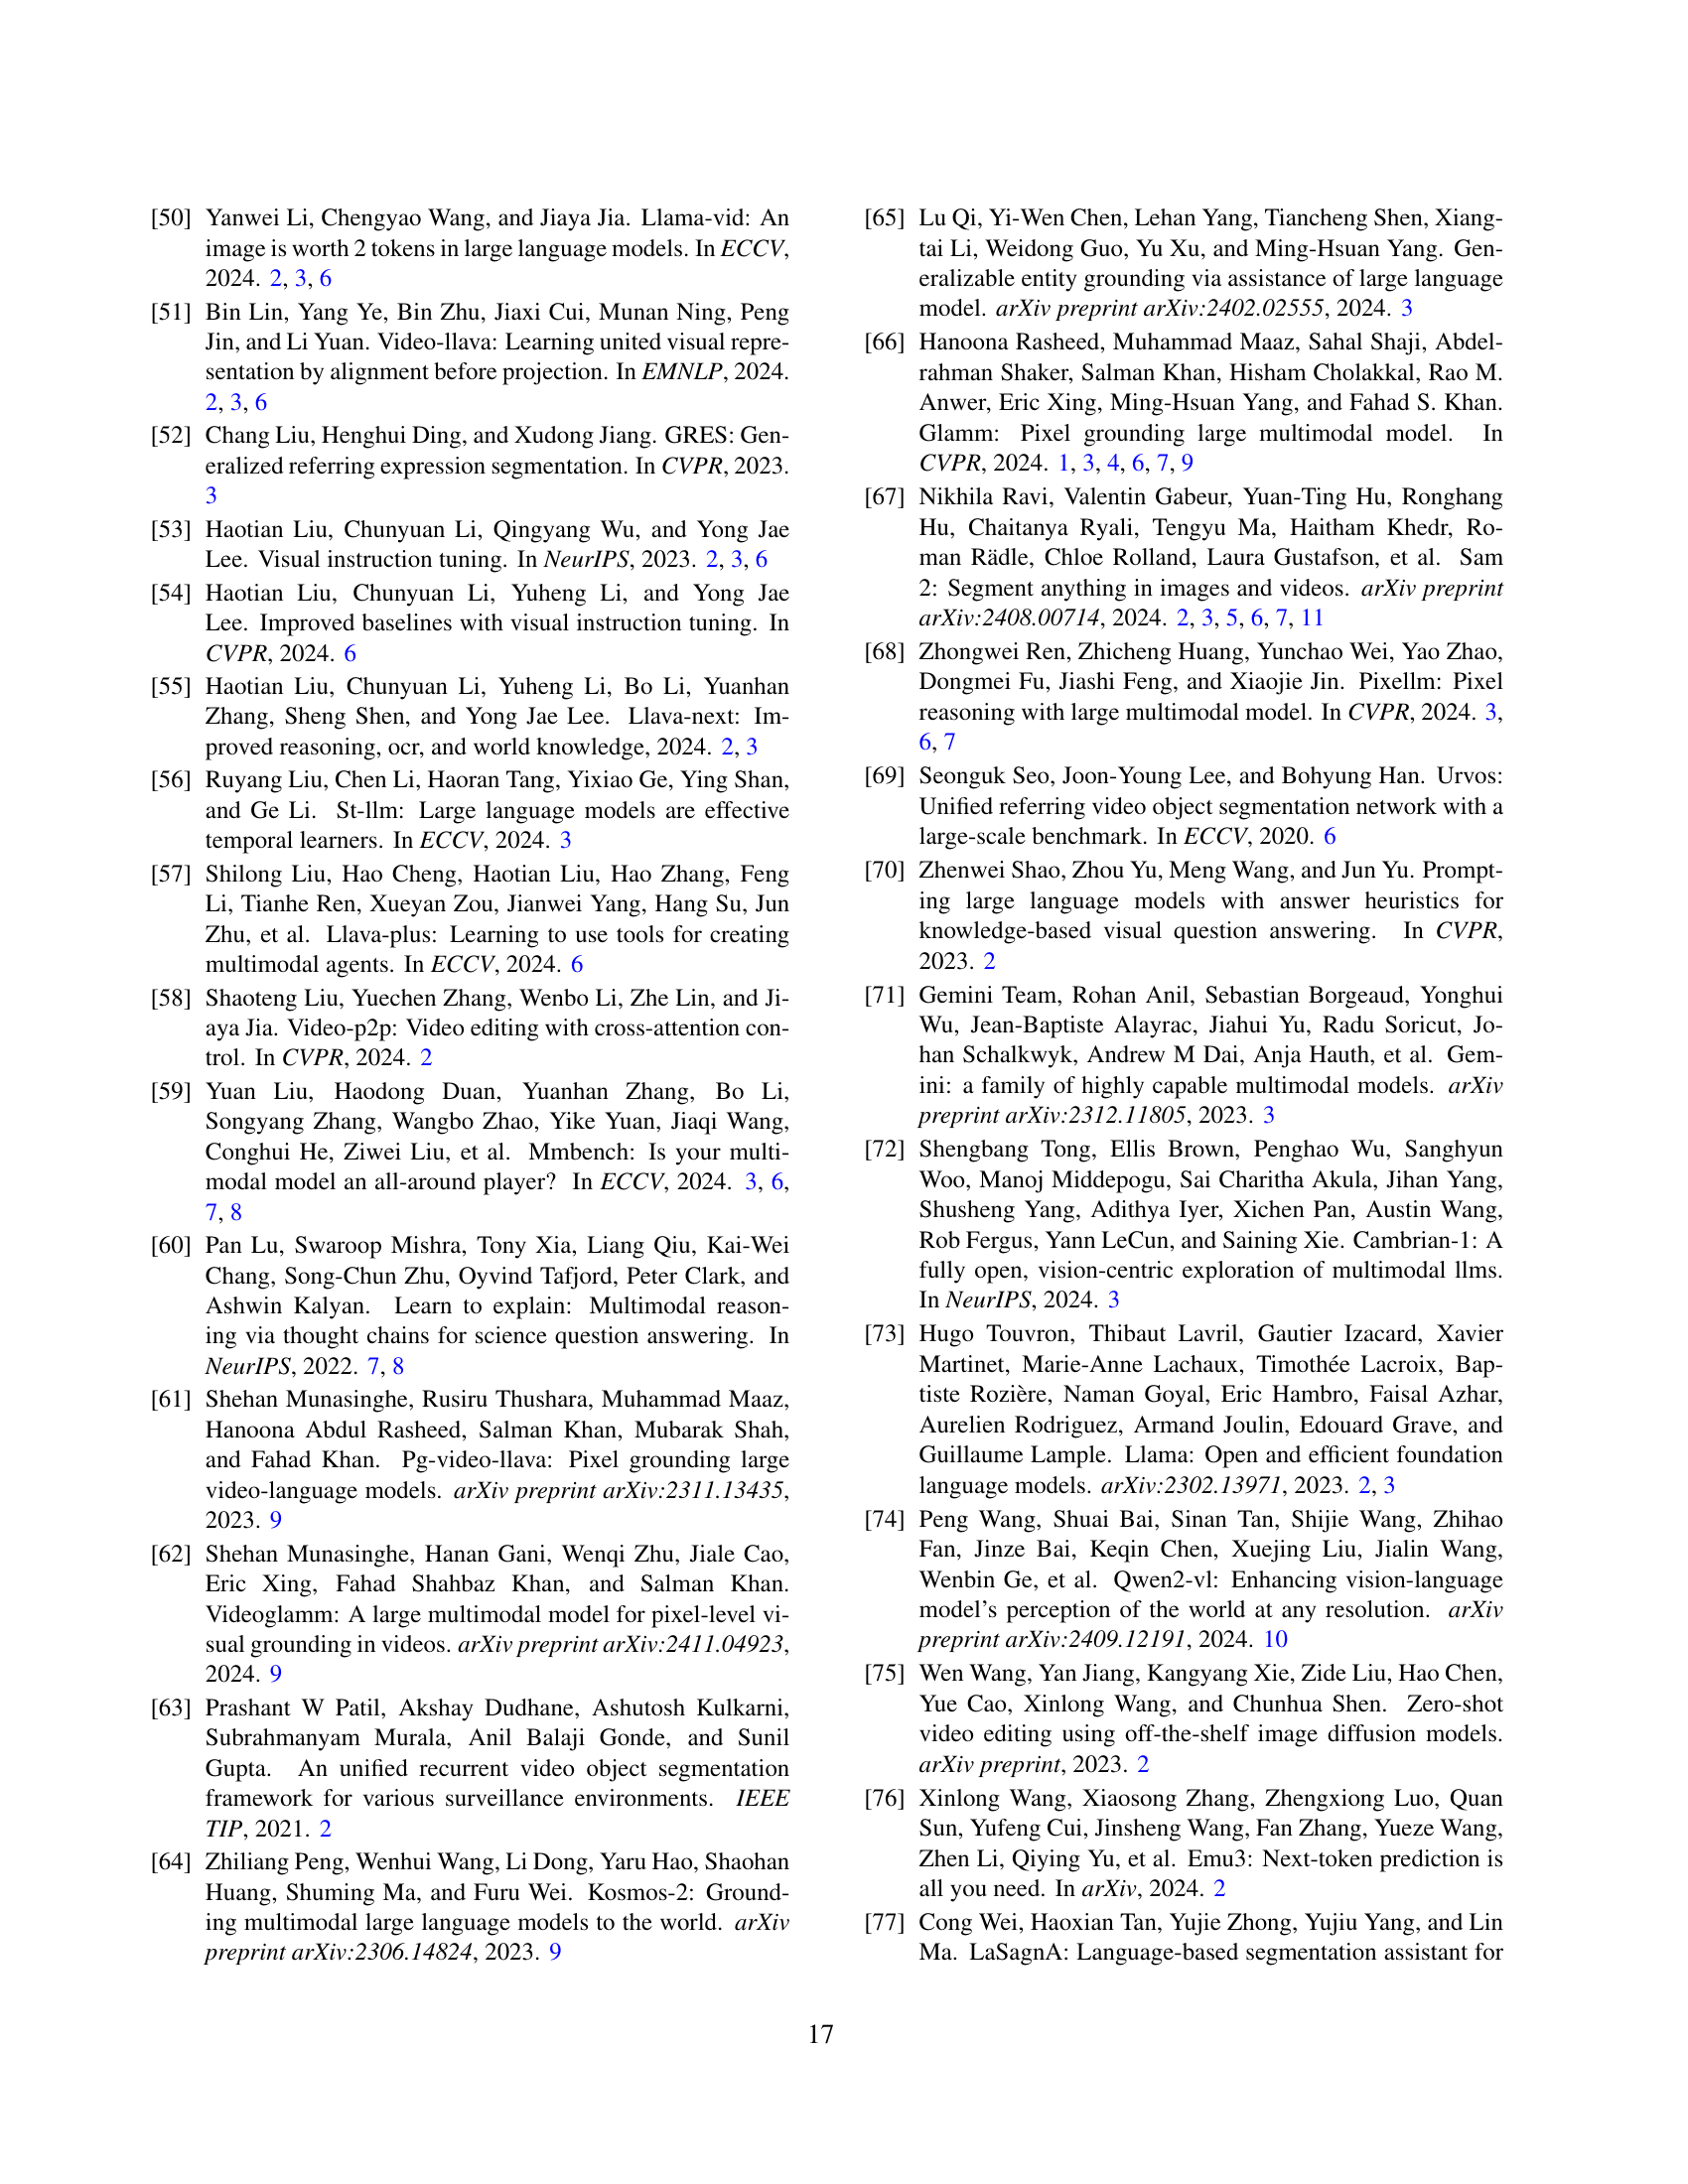 [50] Yanwei Li, Chengyao Wang, and Jiaya Jia. Llama-vid: An
image is worth 2 tokens in large language models. In ECCV,
2024. 2, 3, 6
[51] Bin Lin, Yang Ye, Bin Zhu, Jiaxi Cui, Munan Ning, Peng
Jin, and Li Yuan. Video-llava: Learning united visual repre-
sentation by alignment before projection. In EMNLP, 2024.
2, 3, 6
[52] Chang Liu, Henghui Ding, and Xudong Jiang. GRES: Gen-
eralized referring expression segmentation. In CVPR, 2023.
3
[53] Haotian Liu, Chunyuan Li, Qingyang Wu, and Yong Jae
Lee. Visual instruction tuning. In NeurIPS, 2023. 2, 3, 6
[54] Haotian Liu, Chunyuan Li, Yuheng Li, and Yong Jae
Lee. Improved baselines with visual instruction tuning. In
CVPR, 2024. 6
[55] Haotian Liu, Chunyuan Li, Yuheng Li, Bo Li, Yuanhan
Zhang, Sheng Shen, and Yong Jae Lee. Llava-next: Im-
proved reasoning, ocr, and world knowledge, 2024. 2, 3
[56] Ruyang Liu, Chen Li, Haoran Tang, Yixiao Ge, Ying Shan,
and Ge Li. St-llm: Large language models are effective
temporal learners. In ECCV, 2024. 3
[57] Shilong Liu, Hao Cheng, Haotian Liu, Hao Zhang, Feng
Li, Tianhe Ren, Xueyan Zou, Jianwei Yang, Hang Su, Jun
Zhu, et al. Llava-plus: Learning to use tools for creating
multimodal agents. In ECCV, 2024. 6
[58] Shaoteng Liu, Yuechen Zhang, Wenbo Li, Zhe Lin, and Ji-
aya Jia. Video-p2p: Video editing with cross-attention con-
trol. In CVPR, 2024. 2
[59] Yuan Liu, Haodong Duan, Yuanhan Zhang, Bo Li,
Songyang Zhang, Wangbo Zhao, Yike Yuan, Jiaqi Wang,
Conghui He, Ziwei Liu, et al. Mmbench: Is your multi-
modal model an all-around player? In ECCV, 2024. 3, 6,
7, 8
[60] Pan Lu, Swaroop Mishra, Tony Xia, Liang Qiu, Kai-Wei
Chang, Song-Chun Zhu, Oyvind Tafjord, Peter Clark, and
Ashwin Kalyan. Learn to explain: Multimodal reason-
ing via thought chains for science question answering. In
NeurIPS, 2022. 7, 8
[61] Shehan Munasinghe, Rusiru Thushara, Muhammad Maaz,
Hanoona Abdul Rasheed, Salman Khan, Mubarak Shah,
and Fahad Khan. Pg-video-llava: Pixel grounding large
video-language models. arXiv preprint arXiv:2311.13435,
2023. 9
[62] Shehan Munasinghe, Hanan Gani, Wenqi Zhu, Jiale Cao,
Eric Xing, Fahad Shahbaz Khan, and Salman Khan.
Videoglamm: A large multimodal model for pixel-level vi-
sual grounding in videos. arXiv preprint arXiv:2411.04923,
2024. 9
[63] Prashant W Patil, Akshay Dudhane, Ashutosh Kulkarni,
Subrahmanyam Murala, Anil Balaji Gonde, and Sunil
Gupta. An unified recurrent video object segmentation
framework for various surveillance environments. IEEE
TIP, 2021. 2
[64] Zhiliang Peng, Wenhui Wang, Li Dong, Yaru Hao, Shaohan
Huang, Shuming Ma, and Furu Wei. Kosmos-2: Ground-
ing multimodal large language models to the world. arXiv
preprint arXiv:2306.14824, 2023. 9
[65] Lu Qi, Yi-Wen Chen, Lehan Yang, Tiancheng Shen, Xiang-
tai Li, Weidong Guo, Yu Xu, and Ming-Hsuan Yang. Gen-
eralizable entity grounding via assistance of large language
model. arXiv preprint arXiv:2402.02555, 2024. 3
[66] Hanoona Rasheed, Muhammad Maaz, Sahal Shaji, Abdel-
rahman Shaker, Salman Khan, Hisham Cholakkal, Rao M.
Anwer, Eric Xing, Ming-Hsuan Yang, and Fahad S. Khan.
Glamm: Pixel grounding large multimodal model. In
CVPR, 2024. 1, 3, 4, 6, 7, 9
[67] Nikhila Ravi, Valentin Gabeur, Yuan-Ting Hu, Ronghang
Hu, Chaitanya Ryali, Tengyu Ma, Haitham Khedr, Ro-
man Rädle, Chloe Rolland, Laura Gustafson, et al. Sam
2: Segment anything in images and videos. arXiv preprint
arXiv:2408.00714, 2024. 2, 3, 5, 6, 7, 11
[68] Zhongwei Ren, Zhicheng Huang, Yunchao Wei, Yao Zhao,
Dongmei Fu, Jiashi Feng, and Xiaojie Jin. Pixellm: Pixel
reasoning with large multimodal model. In CVPR, 2024. 3,
6, 7
[69] Seonguk Seo, Joon-Young Lee, and Bohyung Han. Urvos:
Unified referring video object segmentation network with a
large-scale benchmark. In ECCV, 2020. 6
[70] Zhenwei Shao, Zhou Yu, Meng Wang, and Jun Yu. Prompt-
ing large language models with answer heuristics for
knowledge-based visual question answering. In CVPR,
2023. 2
[71] Gemini Team, Rohan Anil, Sebastian Borgeaud, Yonghui
Wu, Jean-Baptiste Alayrac, Jiahui Yu, Radu Soricut, Jo-
han Schalkwyk, Andrew M Dai, Anja Hauth, et al. Gem-
ini: a family of highly capable multimodal models. arXiv
preprint arXiv:2312.11805, 2023. 3
[72] Shengbang Tong, Ellis Brown, Penghao Wu, Sanghyun
Woo, Manoj Middepogu, Sai Charitha Akula, Jihan Yang,
Shusheng Yang, Adithya Iyer, Xichen Pan, Austin Wang,
Rob Fergus, Yann LeCun, and Saining Xie. Cambrian-1: A
fully open, vision-centric exploration of multimodal llms.
In NeurIPS, 2024. 3
[73] Hugo Touvron, Thibaut Lavril, Gautier Izacard, Xavier
Martinet, Marie-Anne Lachaux, Timothée Lacroix, Bap-
tiste Rozière, Naman Goyal, Eric Hambro, Faisal Azhar,
Aurelien Rodriguez, Armand Joulin, Edouard Grave, and
Guillaume Lample. Llama: Open and efficient foundation
language models. arXiv:2302.13971, 2023. 2, 3
[74] Peng Wang, Shuai Bai, Sinan Tan, Shijie Wang, Zhihao
Fan, Jinze Bai, Keqin Chen, Xuejing Liu, Jialin Wang,
Wenbin Ge, et al. Qwen2-vl: Enhancing vision-language
model's perception of the world at any resolution. arXiv
preprint arXiv:2409.12191, 2024. 10
[75] Wen Wang, Yan Jiang, Kangyang Xie, Zide Liu, Hao Chen,
Yue Cao, Xinlong Wang, and Chunhua Shen. Zero-shot
video editing using off-the-shelf image diffusion models.
arXiv preprint, 2023. 2
[76] Xinlong Wang, Xiaosong Zhang, Zhengxiong Luo, Quan
Sun, Yufeng Cui, Jinsheng Wang, Fan Zhang, Yueze Wang,
Zhen Li, Qiying Yu, et al. Emu3: Next-token prediction is
all you need. In arXiv, 2024. 2
[77] Cong Wei, Haoxian Tan, Yujie Zhong, Yujiu Yang, and Lin
Ma. LaSagnA: Language-based segmentation assistant for
17